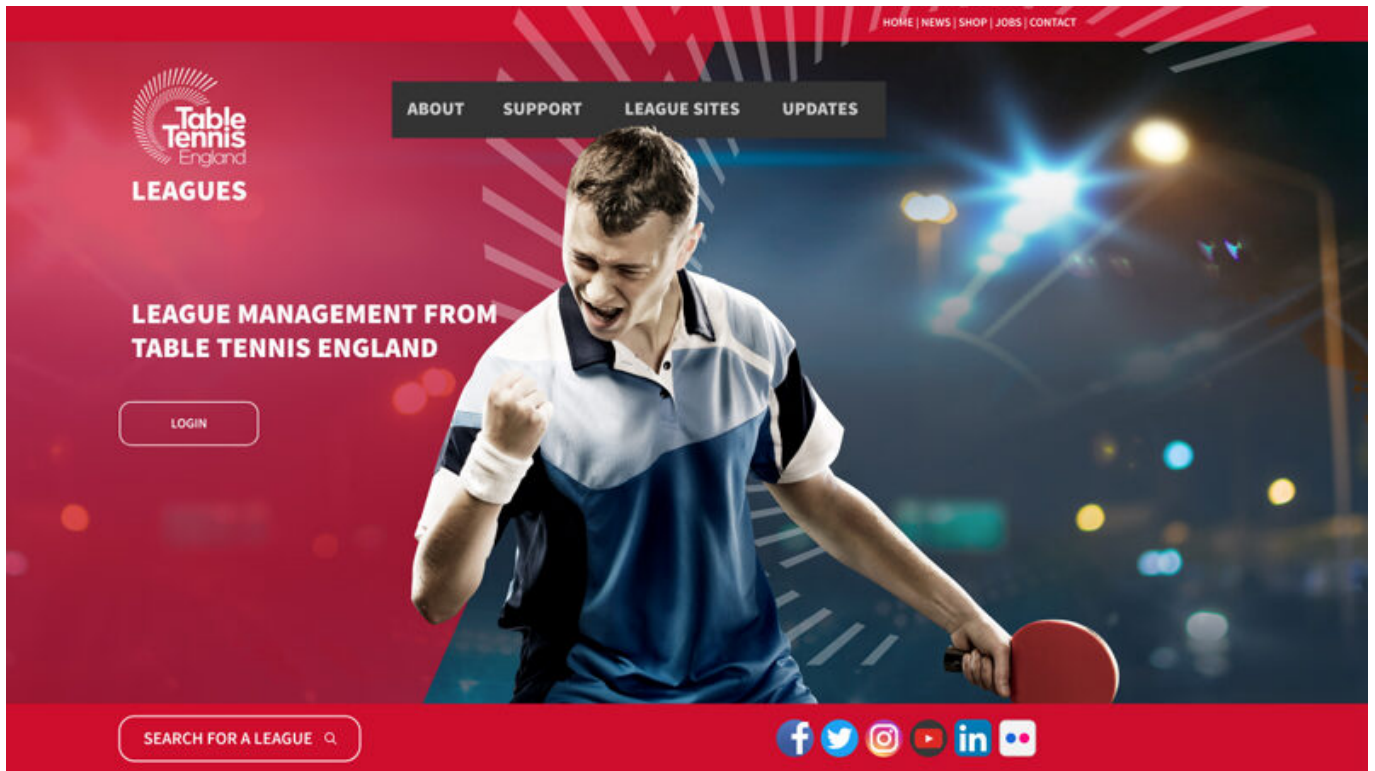 HOME | NEWS | SHOP | JOBS | CONTACT
Table
Tennis
England
LEAGUES
ABOUT SUPPORT LEAGUE SITES UPDATES
LEAGUE MANAGEMENT FROM
TABLE TENNIS ENGLAND
LOGIN
SEARCH FOR A LEAGUE
f
in